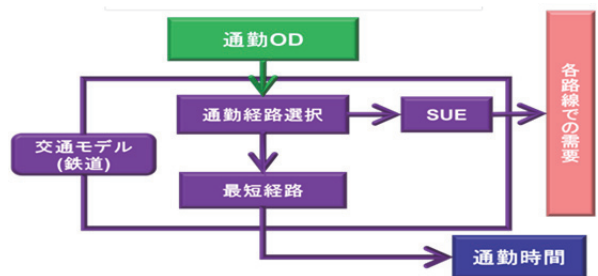 通勤OD
通勤経路選択
SUE
各路線での需要
交通モデル
(鉄道)
最短経路
通勤時間